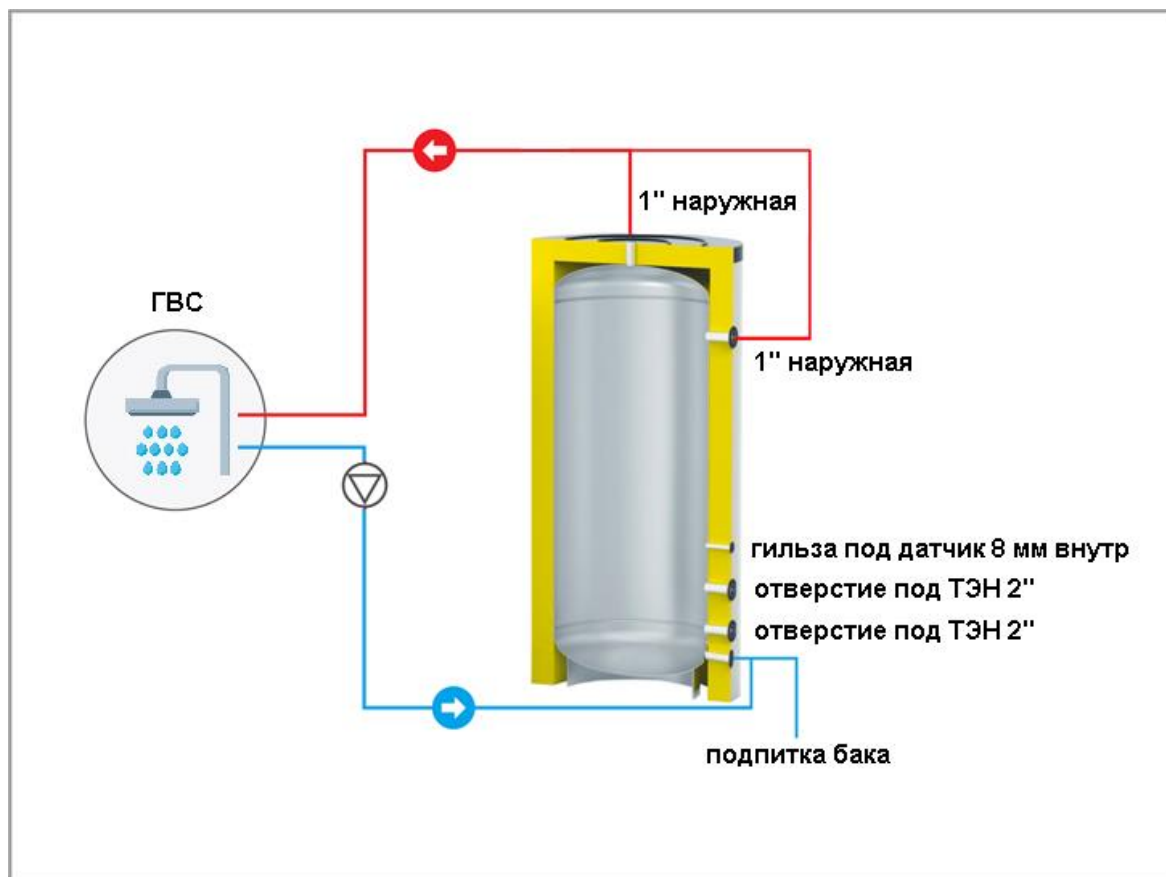 1" наружная
ГВС
1" наружная
гильза под датчик 8 мм внутр
отверстие под ТЭН 2"
отверстие под ТЭН 2"
подпитка бака